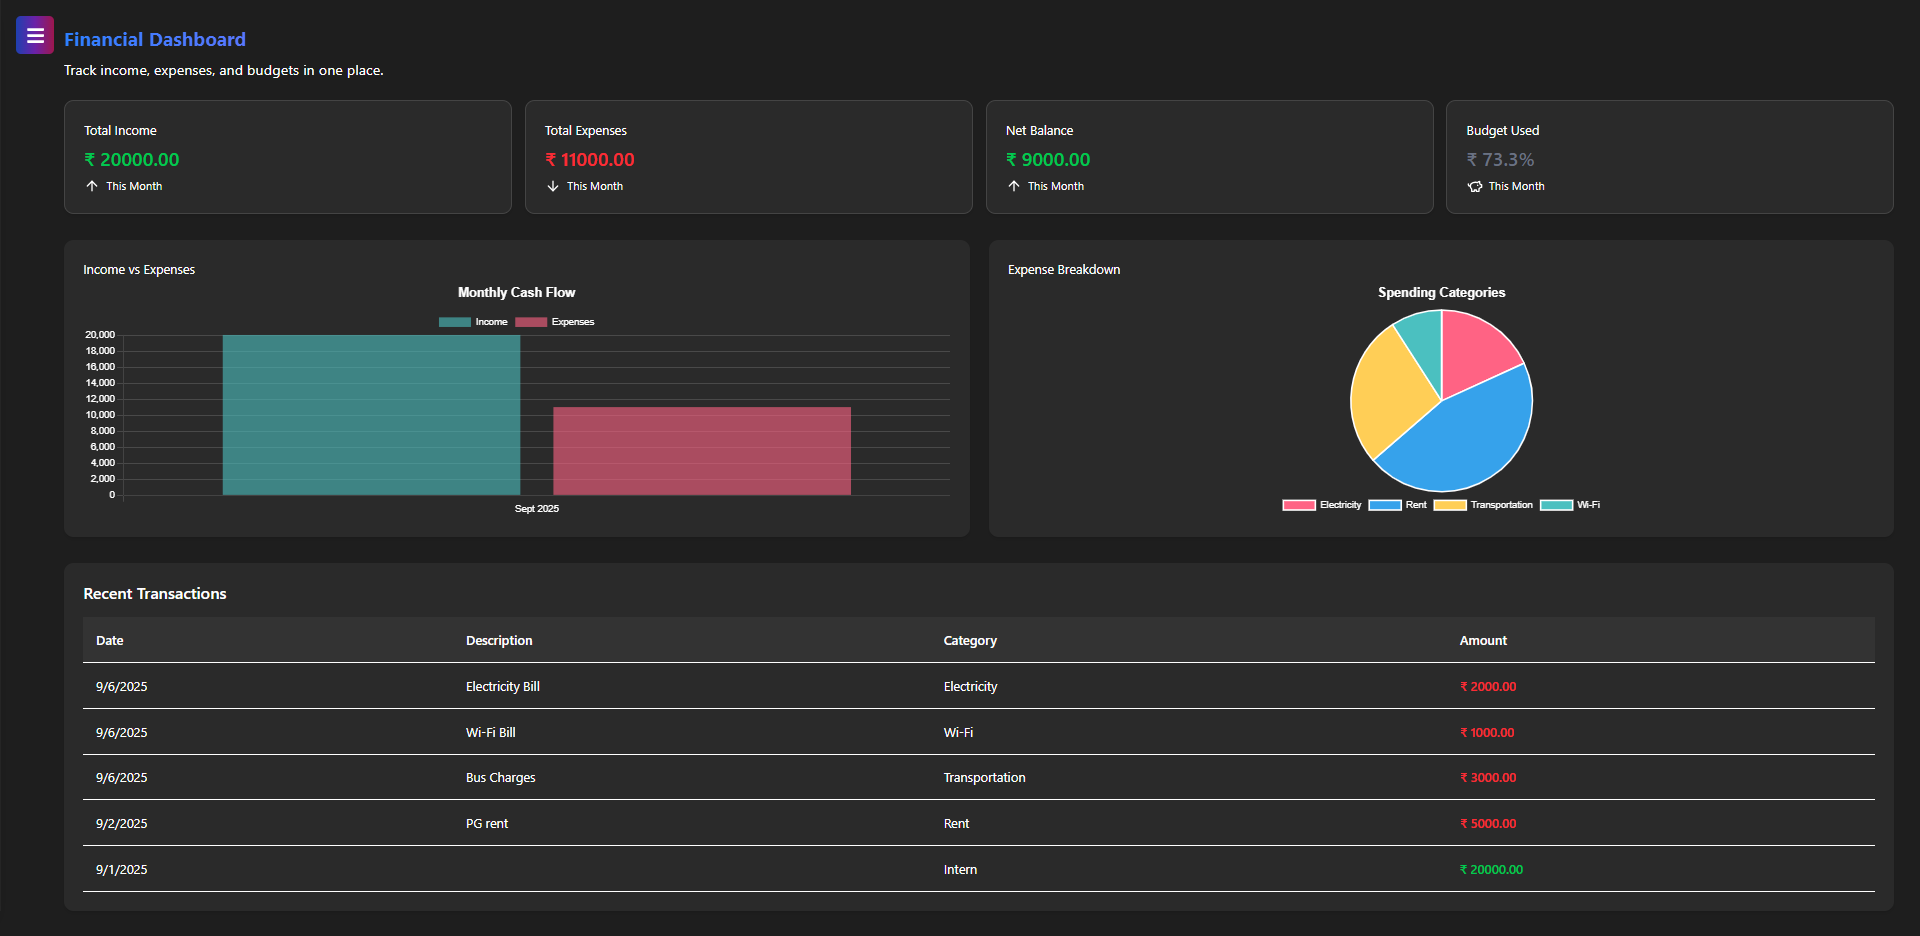 Financial Dashboard
Track income, expenses, and budgets in one place.
Total Income
₹ 20000.00
This Month
Total Expenses
₹ 11000.00
This Month
Net Balance
₹ 9000.00
This Month
Budget Used
₹ 73.3%
This Month
Income vs Expenses
Monthly Cash Flow
Income Expenses
20,000
18,000
16,000
14,000
12,000
10,000
8,000
6,000
4,000
2,000
0
Sept 2025
Expense Breakdown
Spending Categories
Electricity Rent Transportation Wi-Fi
Recent Transactions
Date Description Category Amount
9/6/2025 Electricity Bill Electricity ₹ 2000.00
9/6/2025 Wi-Fi Bill Wi-Fi ₹ 1000.00
9/6/2025 Bus Charges Transportation ₹ 3000.00
9/2/2025 PG rent Rent ₹ 5000.00
9/1/2025 Intern ₹ 20000.00